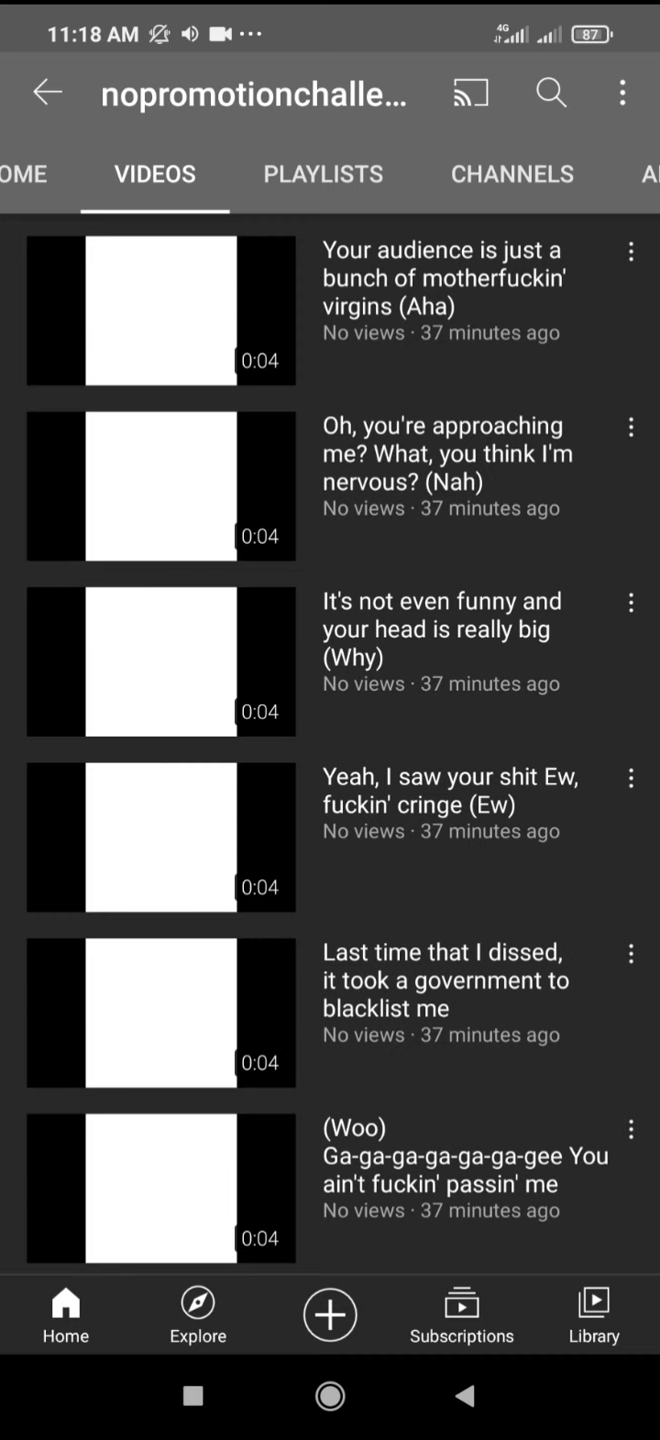 11:18 AM
4G
87
nopromotionchalle...
OME
VIDEOS
PLAYLISTS
CHANNELS
Your audience is just a
bunch of motherfuckin'
virgins (Aha)
No views · 37 minutes ago
0:04
Oh, you're approaching
me? What, you think I'm
nervous? (Nah)
No views · 37 minutes ago
0:04
It's not even funny and
your head is really big
(Why)
No views · 37 minutes ago
0:04
Yeah, I saw your shit Ew,
fuckin' cringe (Ew)
No views · 37 minutes ago
0:04
Last time that I dissed,
it took a government to
blacklist me
No views · 37 minutes ago
0:04
(Woo)
Ga-ga-ga-ga-ga-ga-gee You
ain't fuckin' passin' me
No views · 37 minutes ago
0:04
Home
Explore
Subscriptions
Library